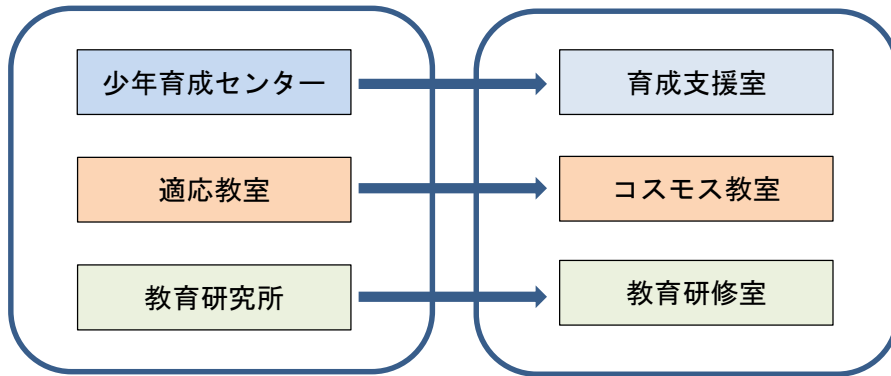 少年育成センター
育成支援室
適応教室
コスモス教室
教育研究所
教育研修室